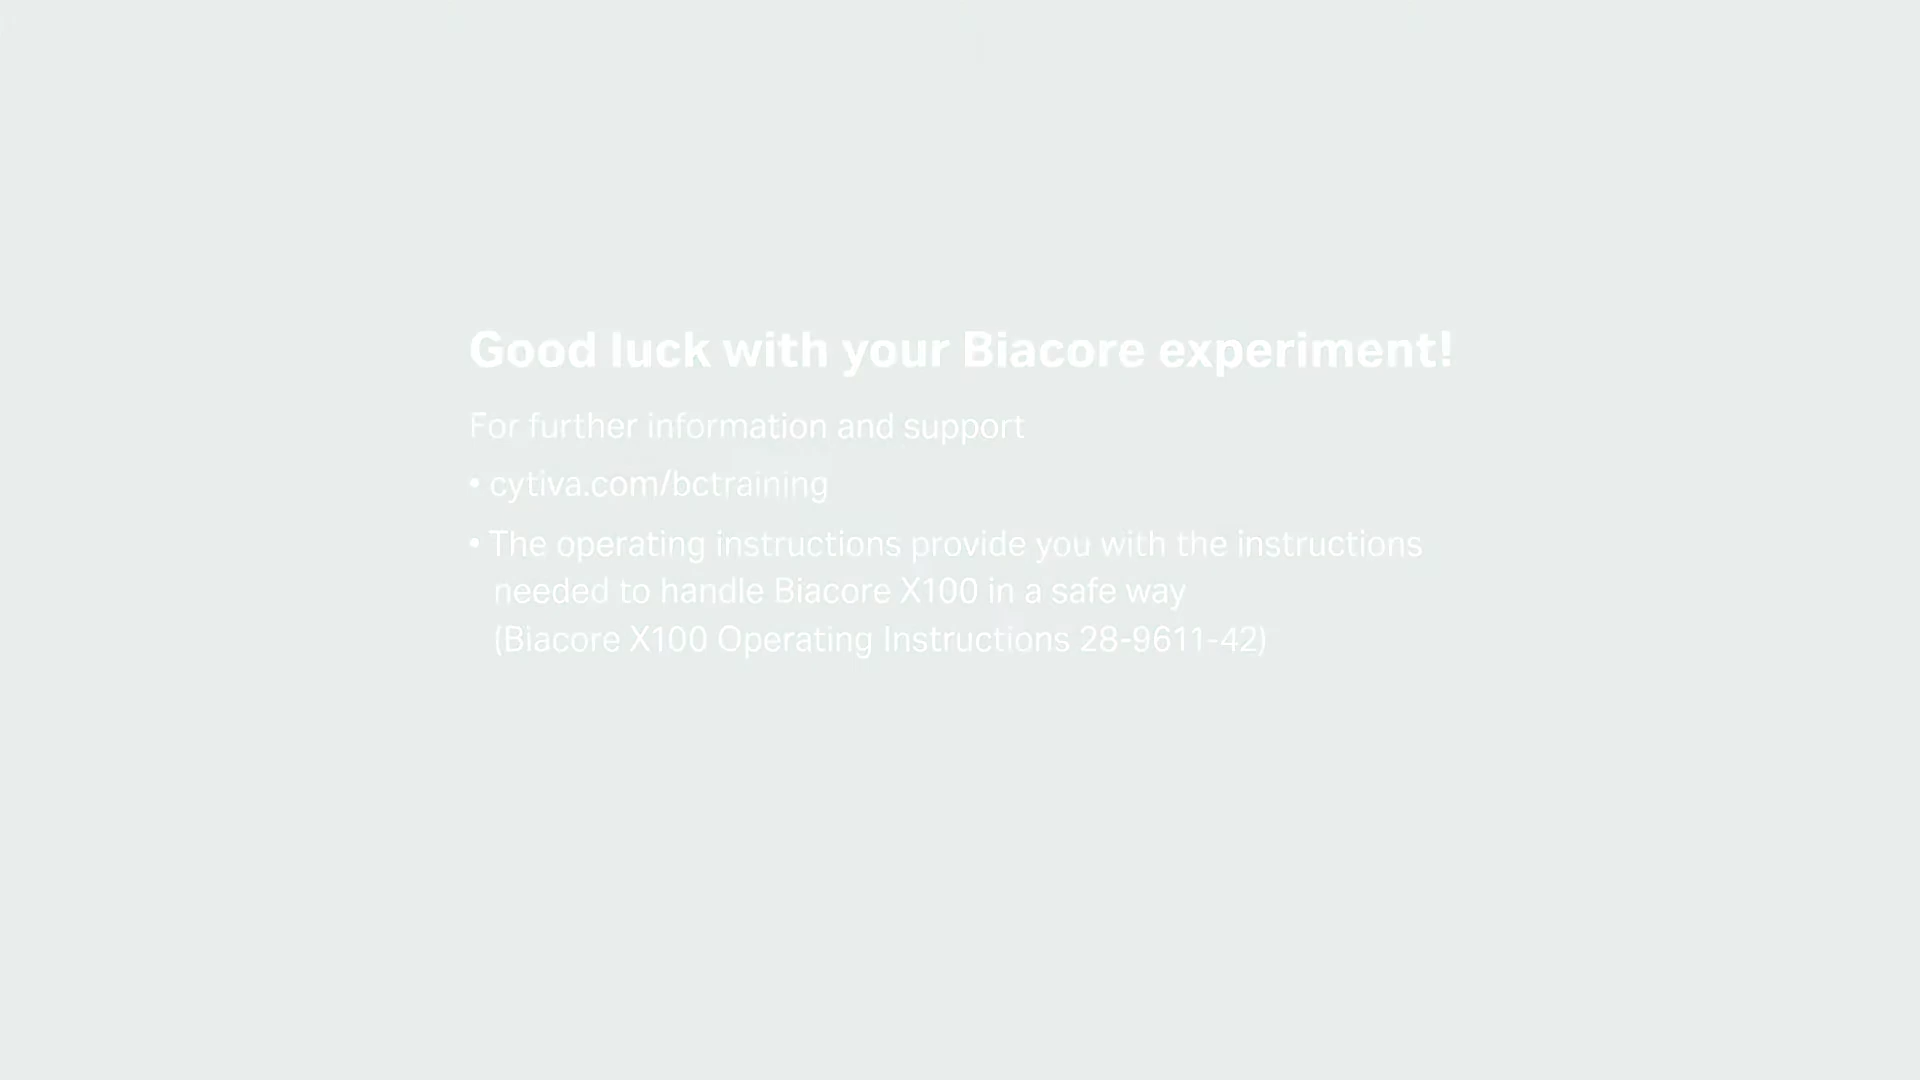 Good luck with your Biacore experiment!
For further information and support
• cytiva.com/bctraining
• The operating instructions provide you with the instructions
needed to handle Biacore X100 in a safe way
(Biacore X100 Operating Instructions 28-9611-42)